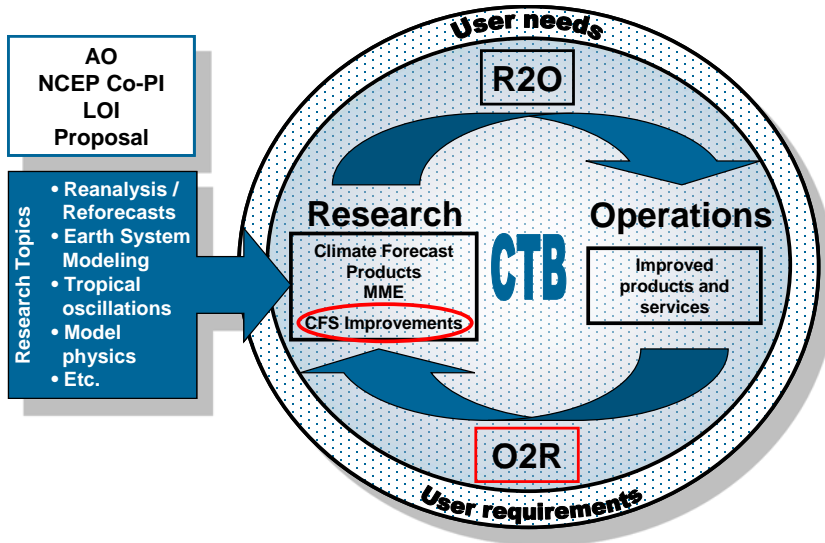 User needs
AO
NCEP Co-PI
LOI
Proposal
R2O
Research Topics
• Reanalysis /
Reforecasts
• Earth System
Modeling
• Tropical
oscillations
• Model
physics
• Etc.
Research
Climate Forecast
Products
MME
CFS Improvements
CTB
Operations
Improved
products and
services
O2R
User requirements